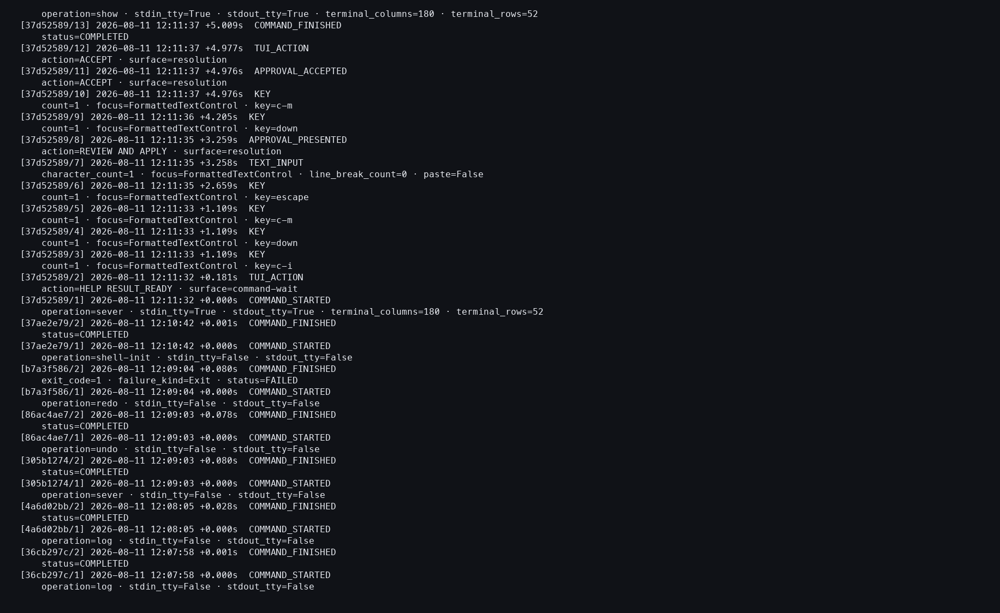 operation=show · stdin_tty=True · stdout_tty=True · terminal_columns=180 · terminal_rows=52
[37d52589/13] 2026-08-11 12:11:37 +5.009s  COMMAND_FINISHED
status=COMPLETED
[37d52589/12] 2026-08-11 12:11:37 +4.977s  TUI_ACTION
action=ACCEPT · surface=resolution
[37d52589/11] 2026-08-11 12:11:37 +4.976s  APPROVAL_ACCEPTED
action=ACCEPT · surface=resolution
[37d52589/10] 2026-08-11 12:11:37 +4.976s  KEY
count=1 · focus=FormattedTextControl · key=c-m
[37d52589/9] 2026-08-11 12:11:36 +4.205s  KEY
count=1 · focus=FormattedTextControl · key=down
[37d52589/8] 2026-08-11 12:11:35 +3.259s  APPROVAL_PRESENTED
action=REVIEW AND APPLY · surface=resolution
[37d52589/7] 2026-08-11 12:11:35 +3.258s  TEXT_INPUT
character_count=1 · focus=FormattedTextControl · line_break_count=0 · paste=False
[37d52589/6] 2026-08-11 12:11:35 +2.659s  KEY
count=1 · focus=FormattedTextControl · key=escape
[37d52589/5] 2026-08-11 12:11:33 +1.109s  KEY
count=1 · focus=FormattedTextControl · key=c-m
[37d52589/4] 2026-08-11 12:11:33 +1.109s  KEY
count=1 · focus=FormattedTextControl · key=down
[37d52589/3] 2026-08-11 12:11:33 +1.109s  KEY
count=1 · focus=FormattedTextControl · key=c-i
[37d52589/2] 2026-08-11 12:11:32 +0.181s  TUI_ACTION
action=HELP RESULT_READY · surface=command-wait
[37d52589/1] 2026-08-11 12:11:32 +0.000s  COMMAND_STARTED
operation=sever · stdin_tty=True · stdout_tty=True · terminal_columns=180 · terminal_rows=52
[37ae2e79/2] 2026-08-11 12:10:42 +0.001s  COMMAND_FINISHED
status=COMPLETED
[37ae2e79/1] 2026-08-11 12:10:42 +0.000s  COMMAND_STARTED
operation=shell-init · stdin_tty=False · stdout_tty=False
[b7a3f586/2] 2026-08-11 12:09:04 +0.080s  COMMAND_FINISHED
exit_code=1 · failure_kind=Exit · status=FAILED
[b7a3f586/1] 2026-08-11 12:09:04 +0.000s  COMMAND_STARTED
operation=redo · stdin_tty=False · stdout_tty=False
[86ac4ae7/2] 2026-08-11 12:09:03 +0.078s  COMMAND_FINISHED
status=COMPLETED
[86ac4ae7/1] 2026-08-11 12:09:03 +0.000s  COMMAND_STARTED
operation=undo · stdin_tty=False · stdout_tty=False
[305b1274/2] 2026-08-11 12:09:03 +0.080s  COMMAND_FINISHED
status=COMPLETED
[305b1274/1] 2026-08-11 12:09:03 +0.000s  COMMAND_STARTED
operation=sever · stdin_tty=False · stdout_tty=False
[4a6d02bb/2] 2026-08-11 12:08:05 +0.028s  COMMAND_FINISHED
status=COMPLETED
[4a6d02bb/1] 2026-08-11 12:08:05 +0.000s  COMMAND_STARTED
operation=log · stdin_tty=False · stdout_tty=False
[36cb297c/2] 2026-08-11 12:07:58 +0.001s  COMMAND_FINISHED
status=COMPLETED
[36cb297c/1] 2026-08-11 12:07:58 +0.000s  COMMAND_STARTED
operation=log · stdin_tty=False · stdout_tty=False